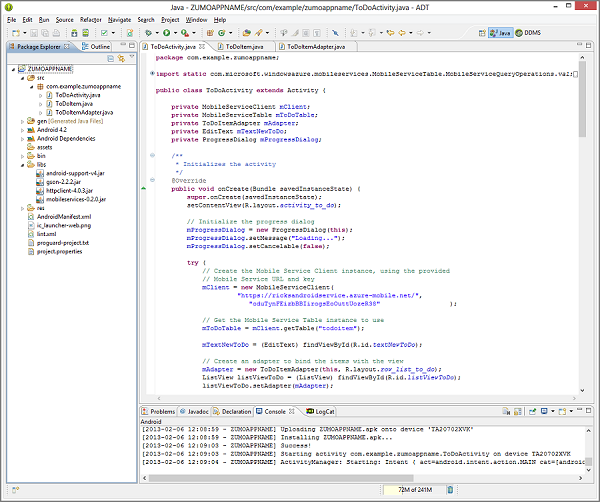 Java - ZUMOAPPNAME/src/com/example/zumoappname/ToDoActivity.java - ADT
File Edit Run Source Refactor Navigate Search Project Window Help
Java DDMS
Package Explorer Outline
ZUMOAPPNAME
src
com.example.zumoappname
ToDoActivity.java
ToDoItem.java
ToDoItemAdapter.java
gen [Generated Java Files]
Android 4.2
Android Dependencies
assets
bin
libs
android-support-v4.jar
gson-2.2.2.jar
httpclient-4.0.3.jar
mobileservices-0.2.0.jar
res
AndroidManifest.xml
ic_launcher-web.png
lint.xml
proguard-project.txt
project.properties
ToDoActivity.java ToDoItem.java ToDoItemAdapter.java
package com.example.zumoappname;
import static com.microsoft.windowsazure.mobileservices.MobileServiceTable.MobileServiceQueryOperations.val;
public class ToDoActivity extends Activity {
private MobileServiceClient mClient;
private MobileServiceTable mToDoTable;
private ToDoItemAdapter mAdapter;
private EditText mTextNewToDo;
private ProgressDialog mProgressDialog;
/**
* Initializes the activity
*/
@Override
public void onCreate(Bundle savedInstanceState) {
super.onCreate(savedInstanceState);
setContentView(R.layout.activity_to_do);
// Initialize the progress dialog
mProgressDialog = new ProgressDialog(this);
mProgressDialog.setMessage("Loading...");
mProgressDialog.setCancelable(false);
try {
// Create the Mobile Service Client instance, using the provided
// Mobile Service URL and key
mClient = new MobileServiceClient(
"https://ricksandroidservice.azure-mobile.net/",
);
// Get the Mobile Service Table instance to use
mToDoTable = mClient.getTable("todoitem");
mTextNewToDo = (EditText) findViewById(R.id.textNewToDo);
// Create an adapter to bind the items with the view
mAdapter = new ToDoItemAdapter(this, R.layout.row_list_to_do);
ListView listViewToDo = (ListView) findViewById(R.id.listViewToDo);
listViewToDo.setAdapter(mAdapter);
Problems Javadoc Declaration Console LogCat
Android
[2013-02-06 12:08:59 - ZUMOAPPNAME] Uploading ZUMOAPPNAME.apk onto device 'TA20702XVK'
[2013-02-06 12:08:59 - ZUMOAPPNAME] Installing ZUMOAPPNAME.apk...
[2013-02-06 12:09:03 - ZUMOAPPNAME] Success!
[2013-02-06 12:09:03 - ZUMOAPPNAME] Starting activity com.example.zumoappname.ToDoActivity on device TA20702XVK
[2013-02-06 12:09:04 - ZUMOAPPNAME] ActivityManager: Starting: Intent { act=android.intent.action.MAIN cat=[android
72M of 241M